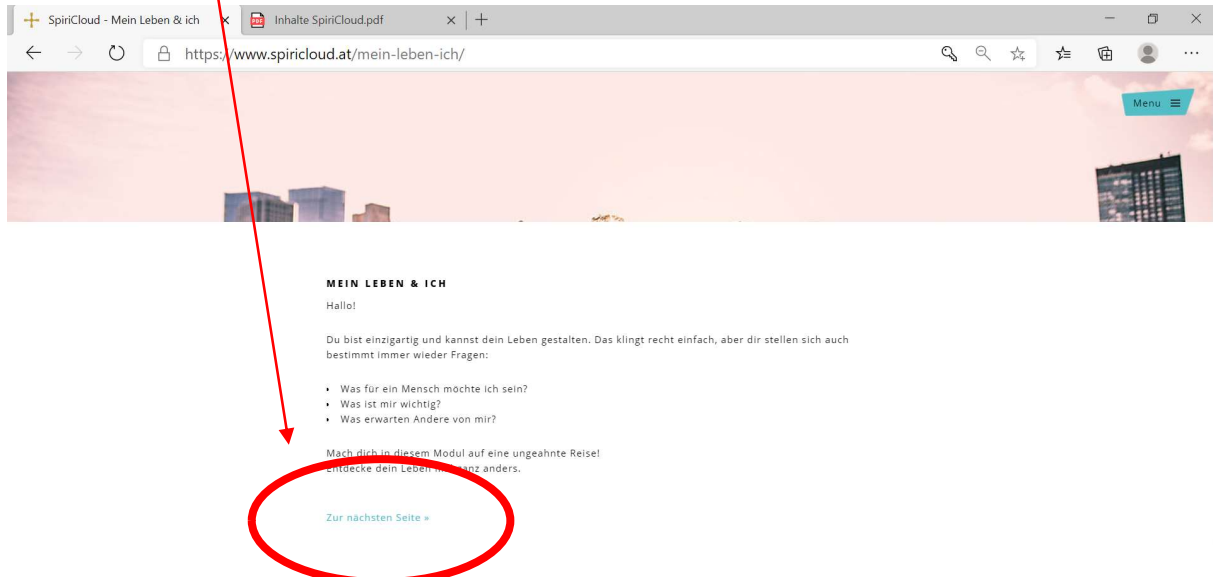 SpiriCloud - Mein Leben & ich
Inhalte SpiriCloud.pdf
https://www.spiricloud.at/mein-leben-ich/
Menu
MEIN LEBEN & ICH
Hallo!
Du bist einzigartig und kannst dein Leben gestalten. Das klingt recht einfach, aber dir stellen sich auch
bestimmt immer wieder Fragen:
• Was für ein Mensch möchte ich sein?
• Was ist mir wichtig?
• Was erwarten Andere von mir?
Mach dich in diesem Modul auf eine ungeahnte Reise!
Entdecke dein Leben mal ganz anders.
Zur nächsten Seite »